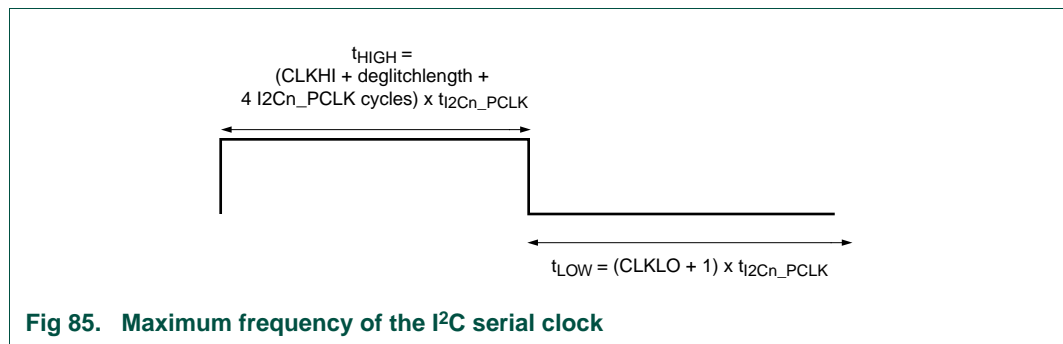 tHIGH =
(CLKHI + deglitchlength +
4 I2Cn_PCLK cycles) x tI2Cn_PCLK
tLOW = (CLKLO + 1) x tI2Cn_PCLK
Fig 85. Maximum frequency of the I²C serial clock